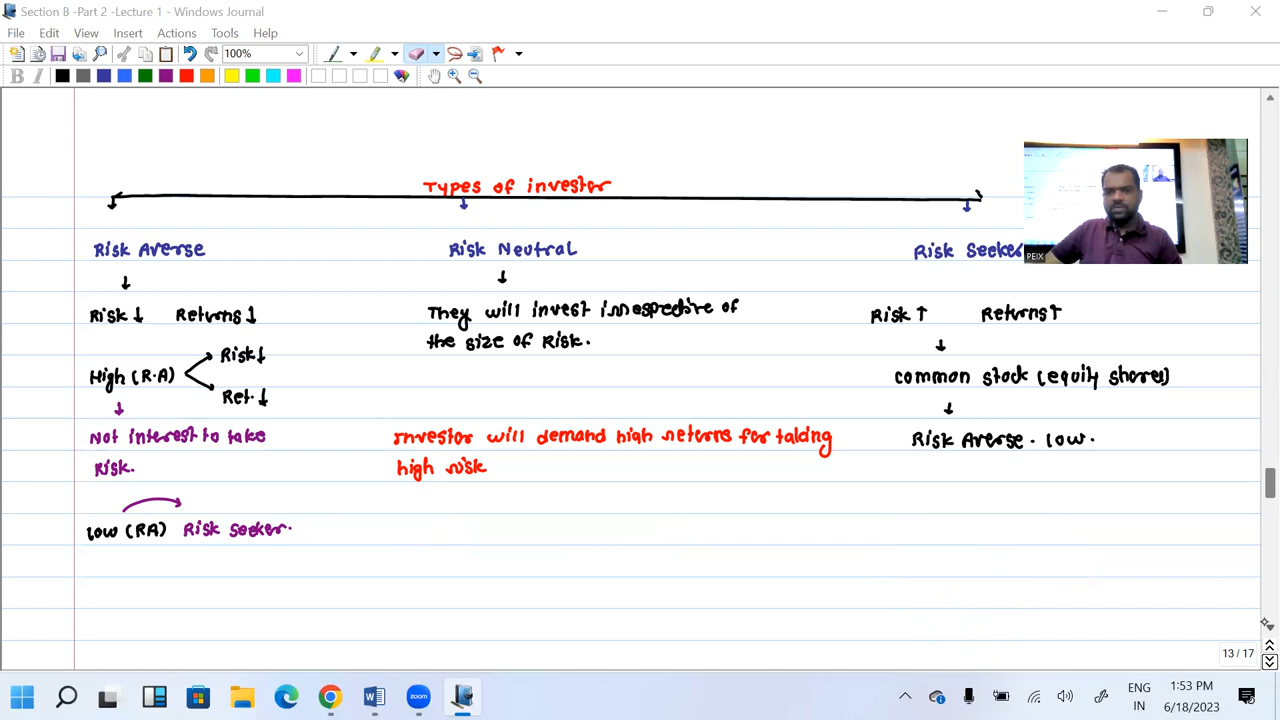 Section B -Part 2 -Lecture 1 - Windows Journal
File Edit View Insert Actions Tools Help
100%
B I
Types of investor
Risk Averse Risk Neutral Risk Seeker
Risk ↓ Returns ↓ They will invest irrespective of Risk ↑ Returns ↑
the size of Risk.
High (R.A) Risk ↓ common stock (equity shares)
Ret. ↓
Not interest to take Investor will demand high returns for taking Risk Averse. low.
Risk. high risk
Low (RA) Risk Seeker.
PEIX
13 / 17
zoom
ENG
IN
1:53 PM
6/18/2023